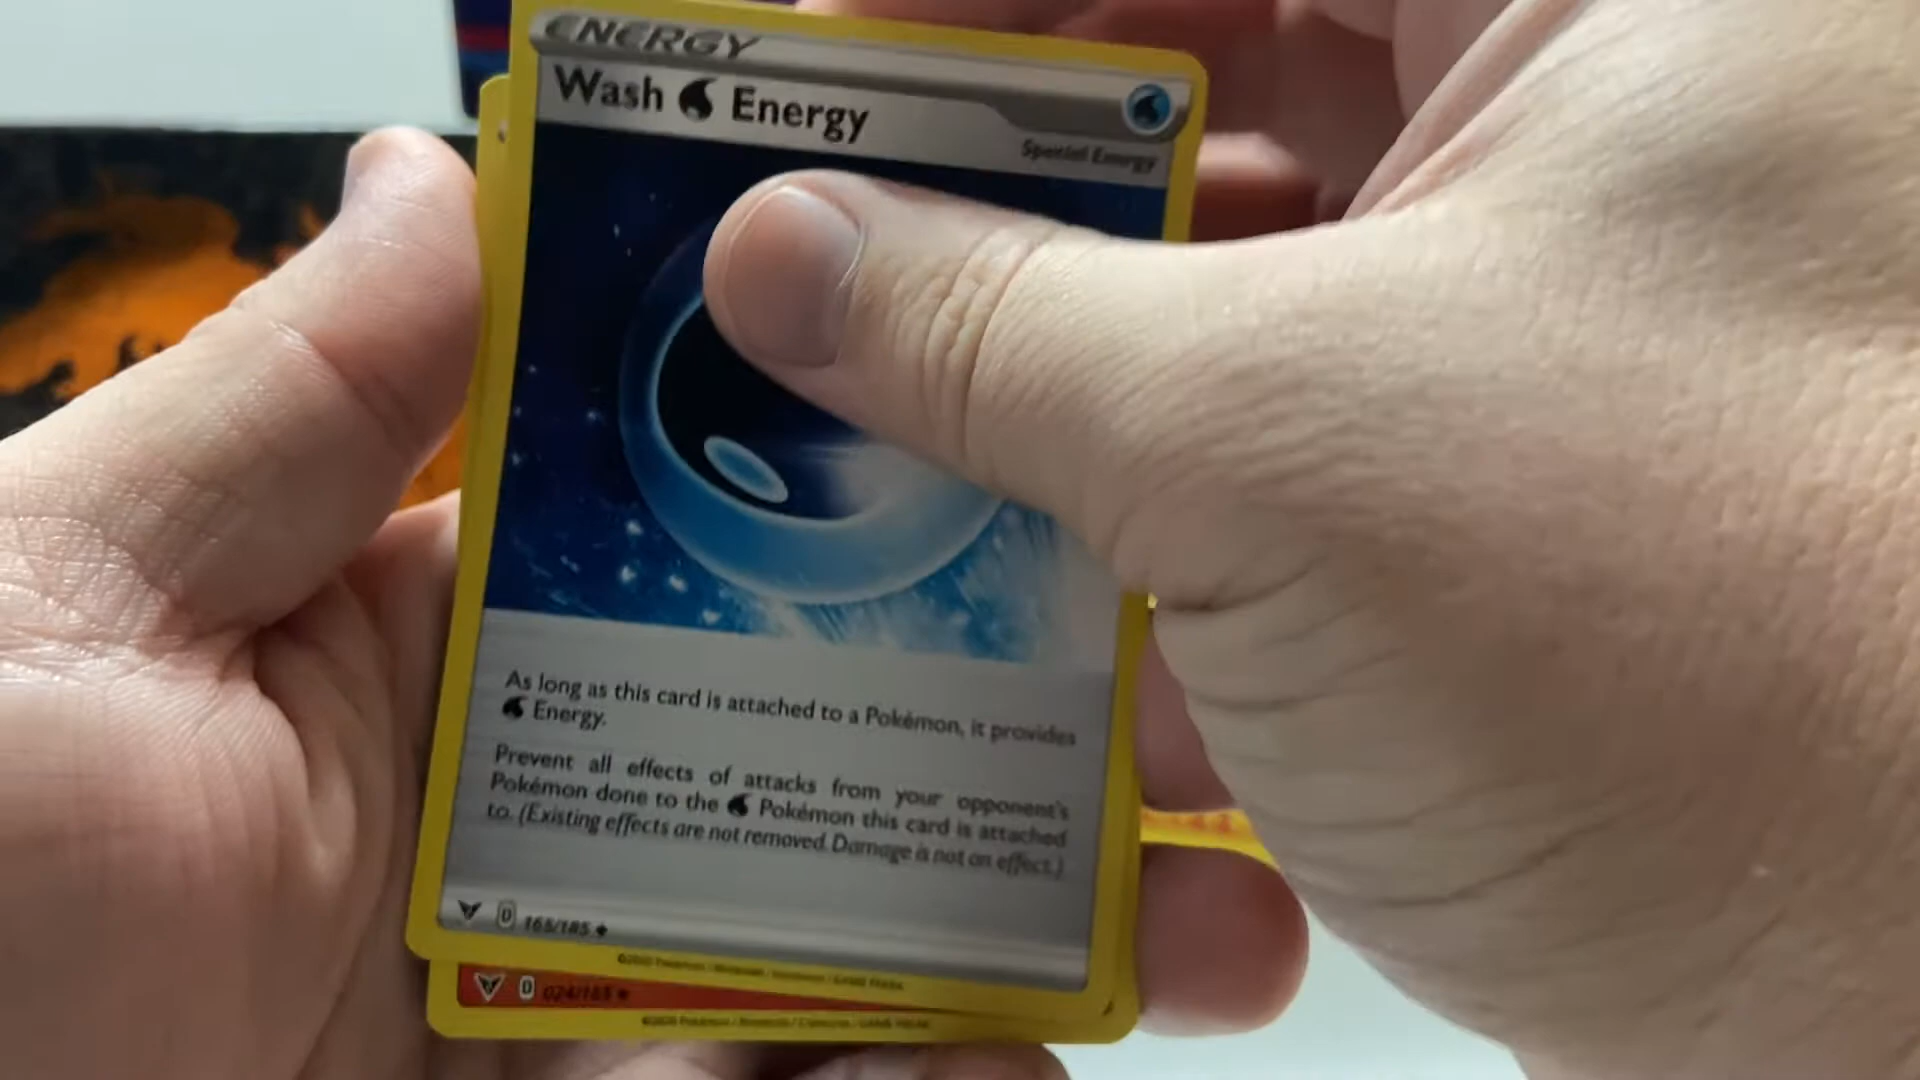 ENERGY
Wash Energy
Special Energy
As long as this card is attached to a Pokémon, it provides
Energy.
Prevent all effects of attacks from your opponent's
Pokémon done to the Pokémon this card is attached
to. (Existing effects are not removed. Damage is not an effect.)
D 165/185
D 024/185